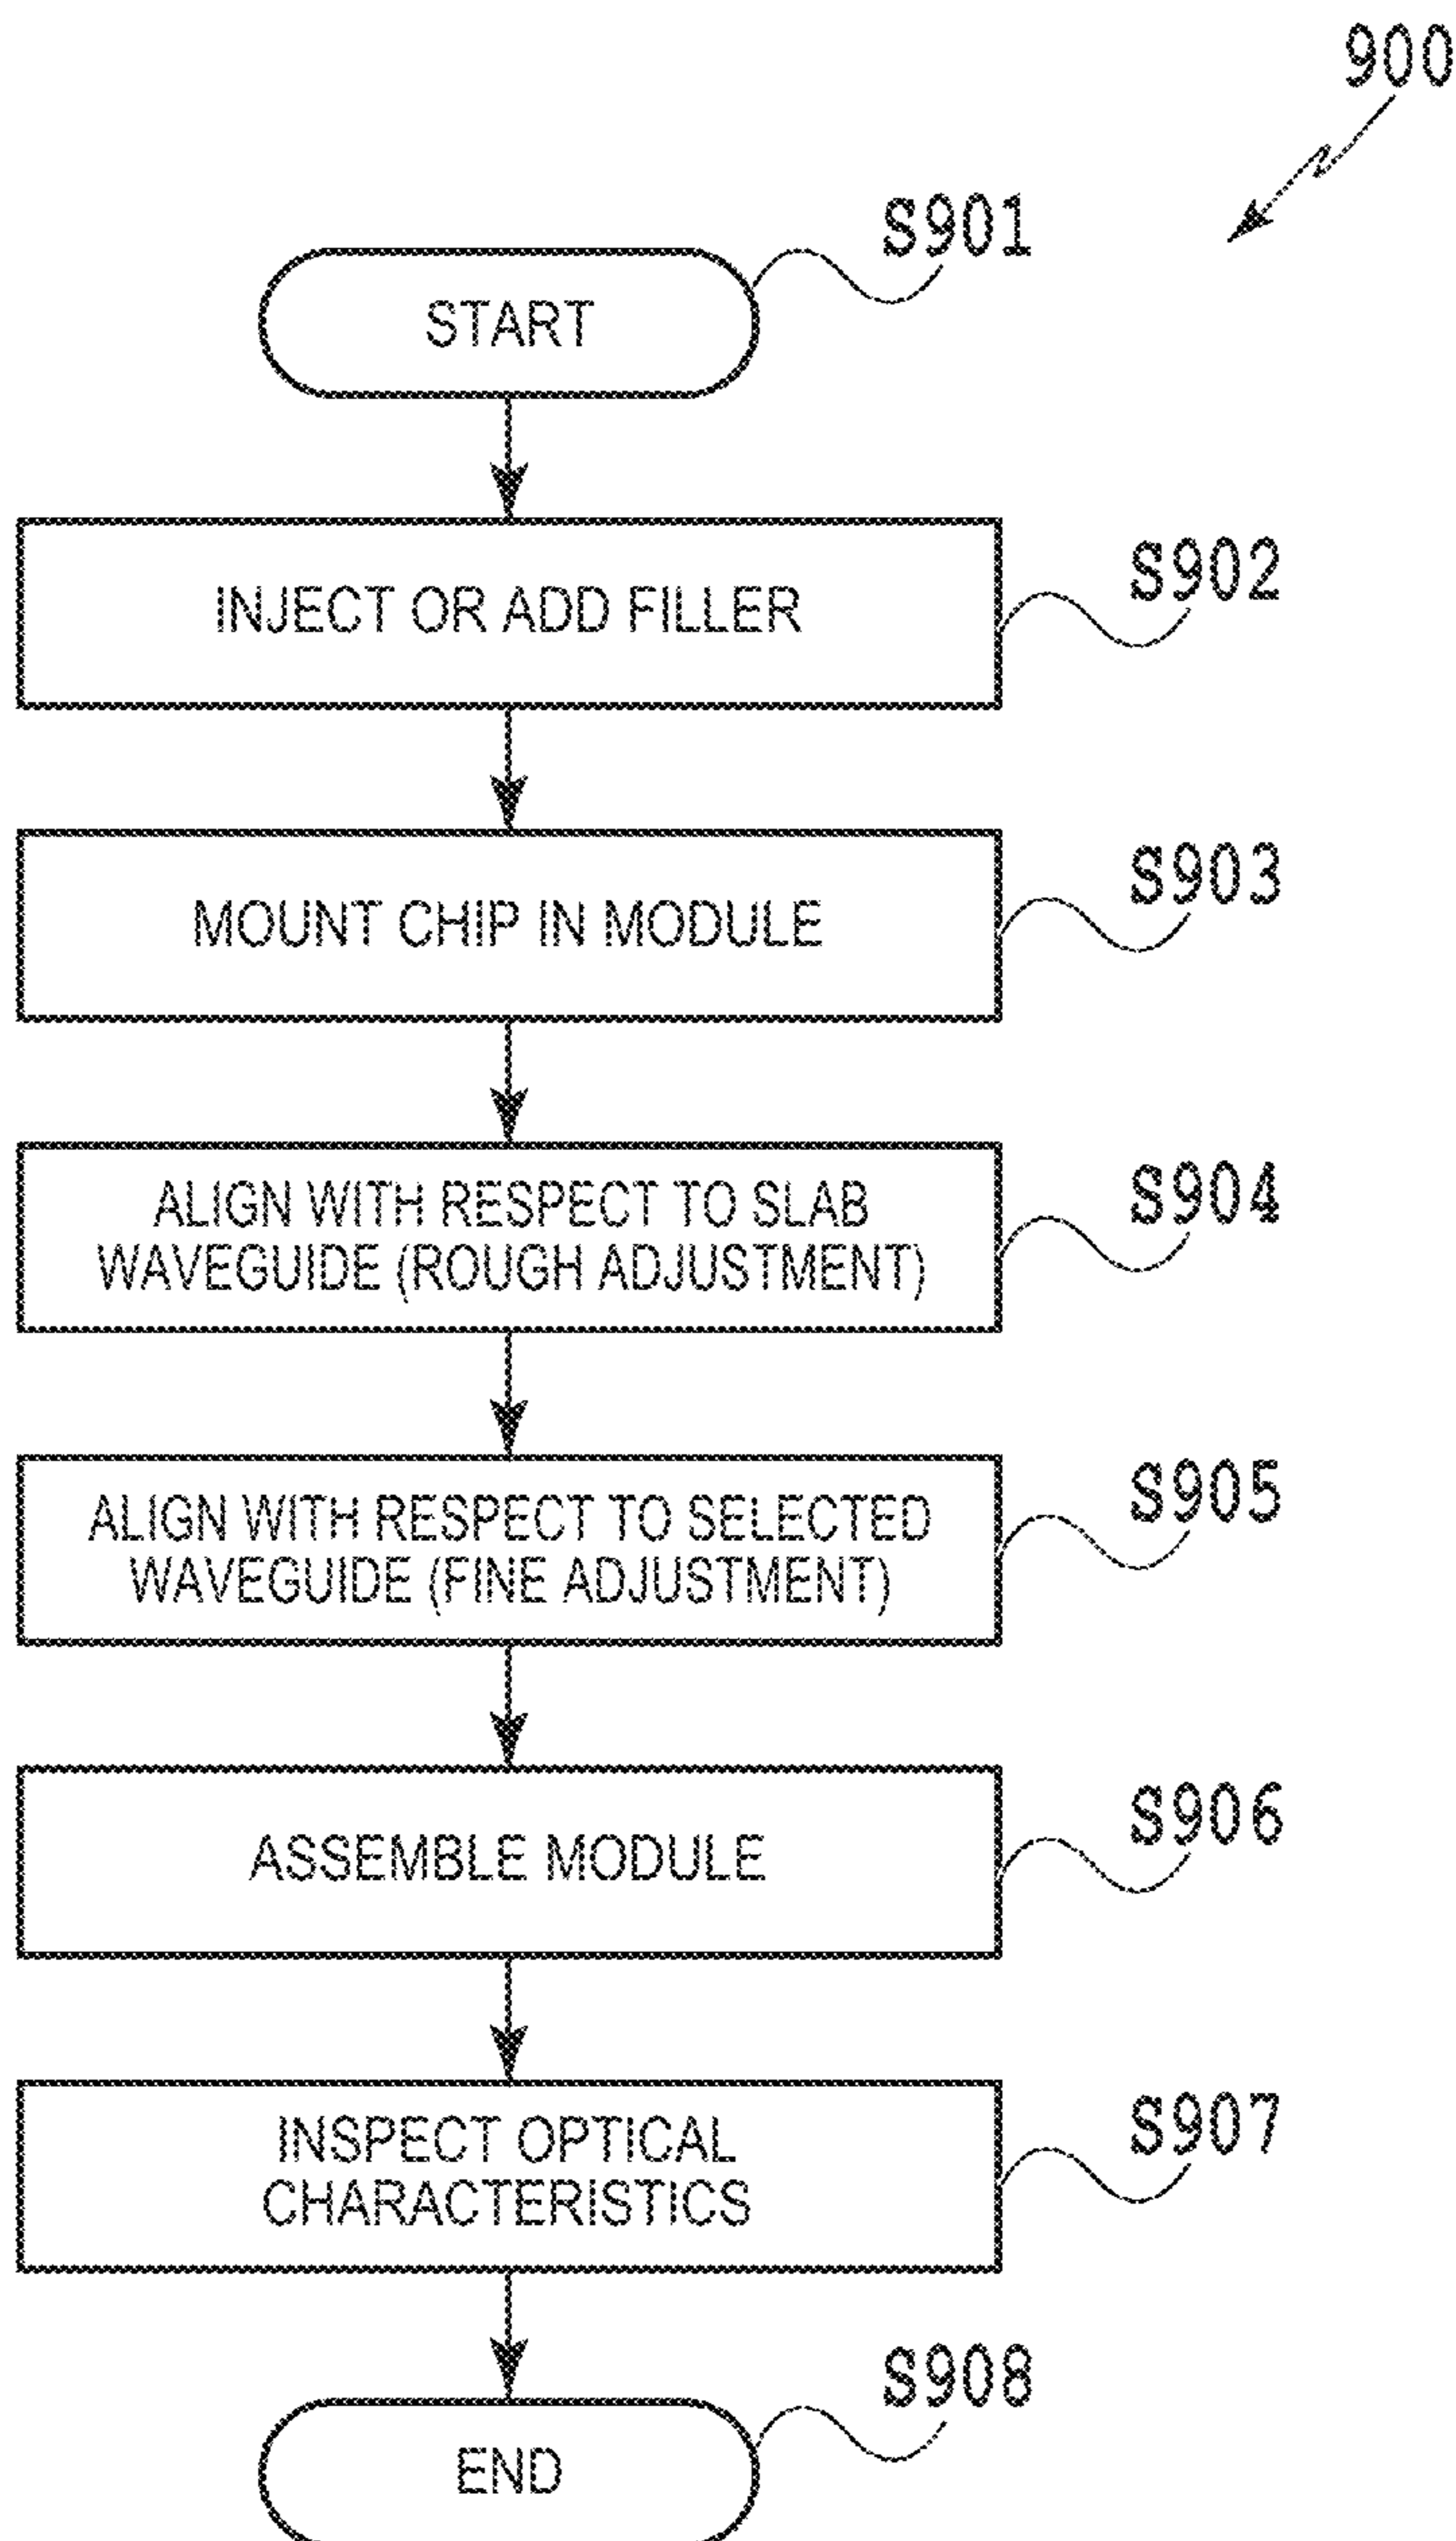 900
S901
START
INJECT OR ADD FILLER
S902
MOUNT CHIP IN MODULE
S903
ALIGN WITH RESPECT TO SLAB
WAVEGUIDE (ROUGH ADJUSTMENT)
S904
ALIGN WITH RESPECT TO SELECTED
WAVEGUIDE (FINE ADJUSTMENT)
S905
ASSEMBLE MODULE
S906
INSPECT OPTICAL
CHARACTERISTICS
S907
S908
END